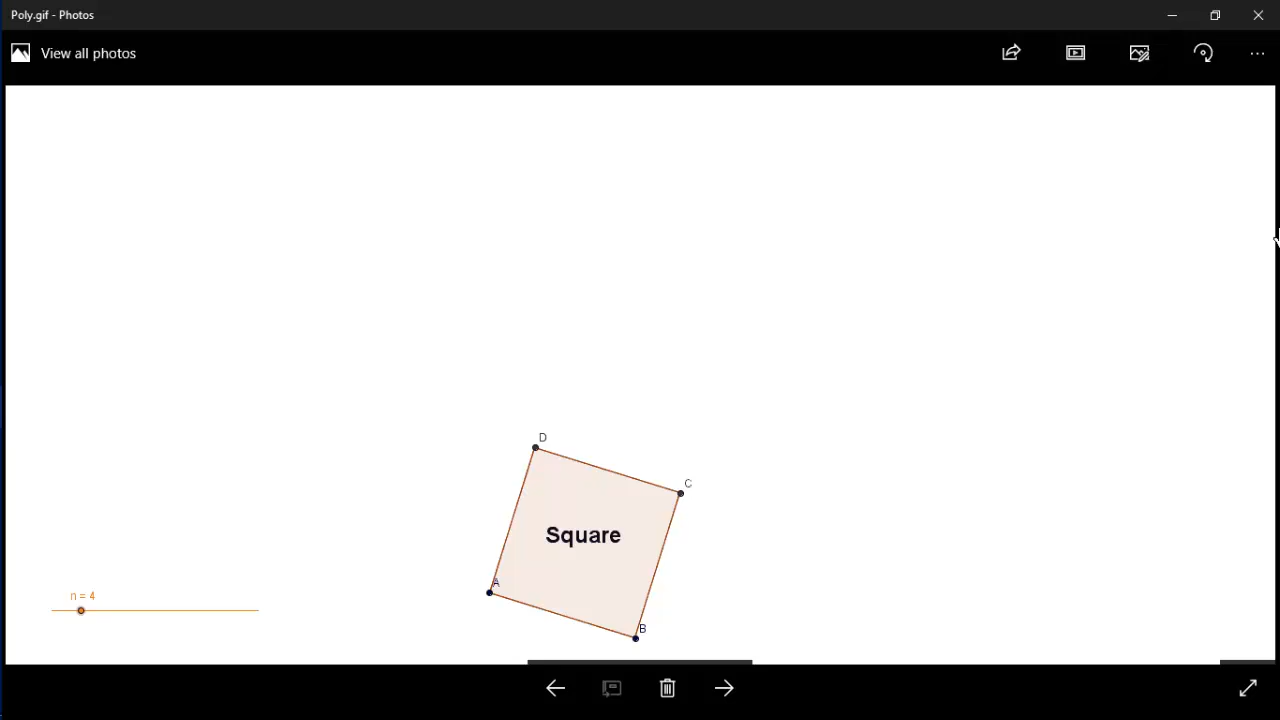 Poly.gif - Photos
View all photos
D
C
Square
A
n = 4
B